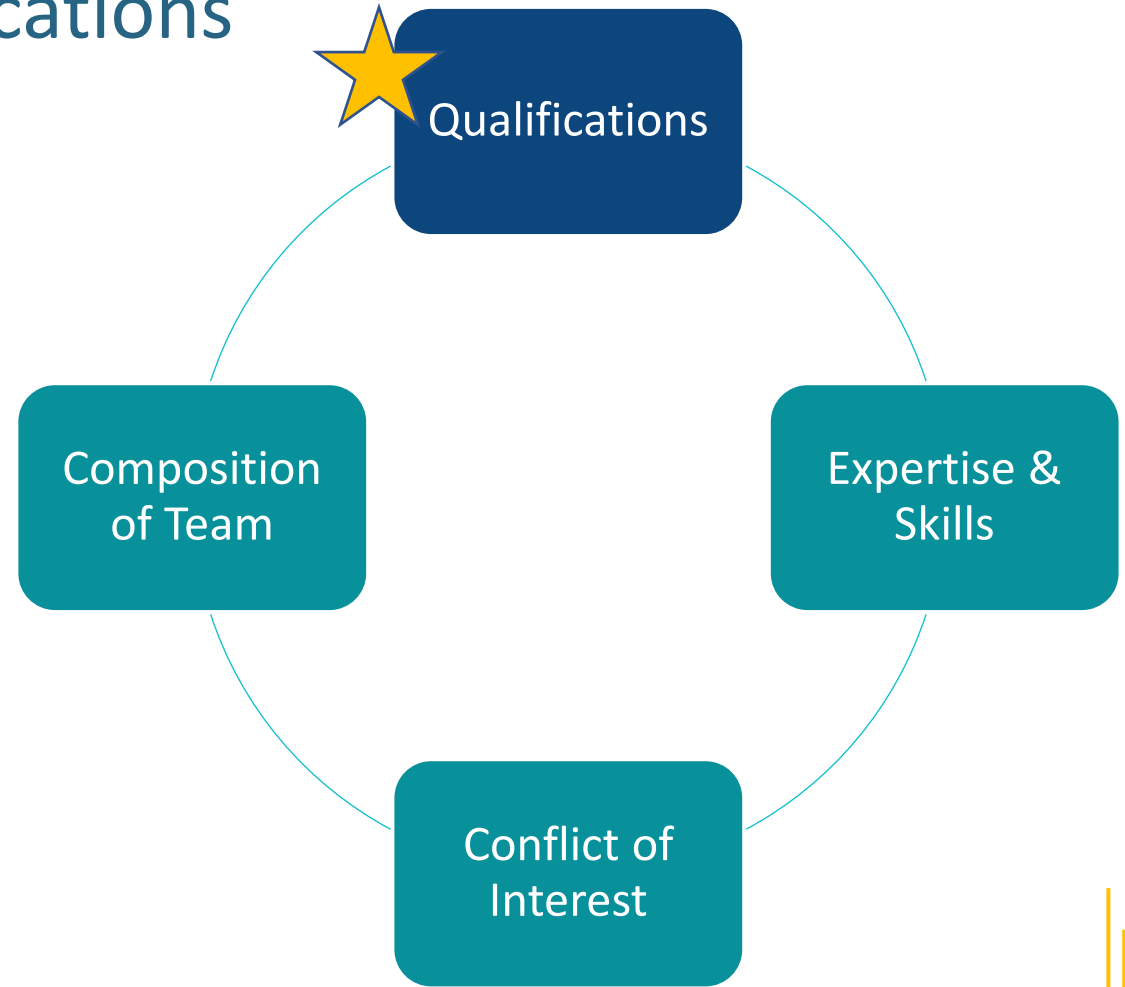 cations
Qualifications
Composition
of Team
Expertise &
Skills
Conflict of
Interest